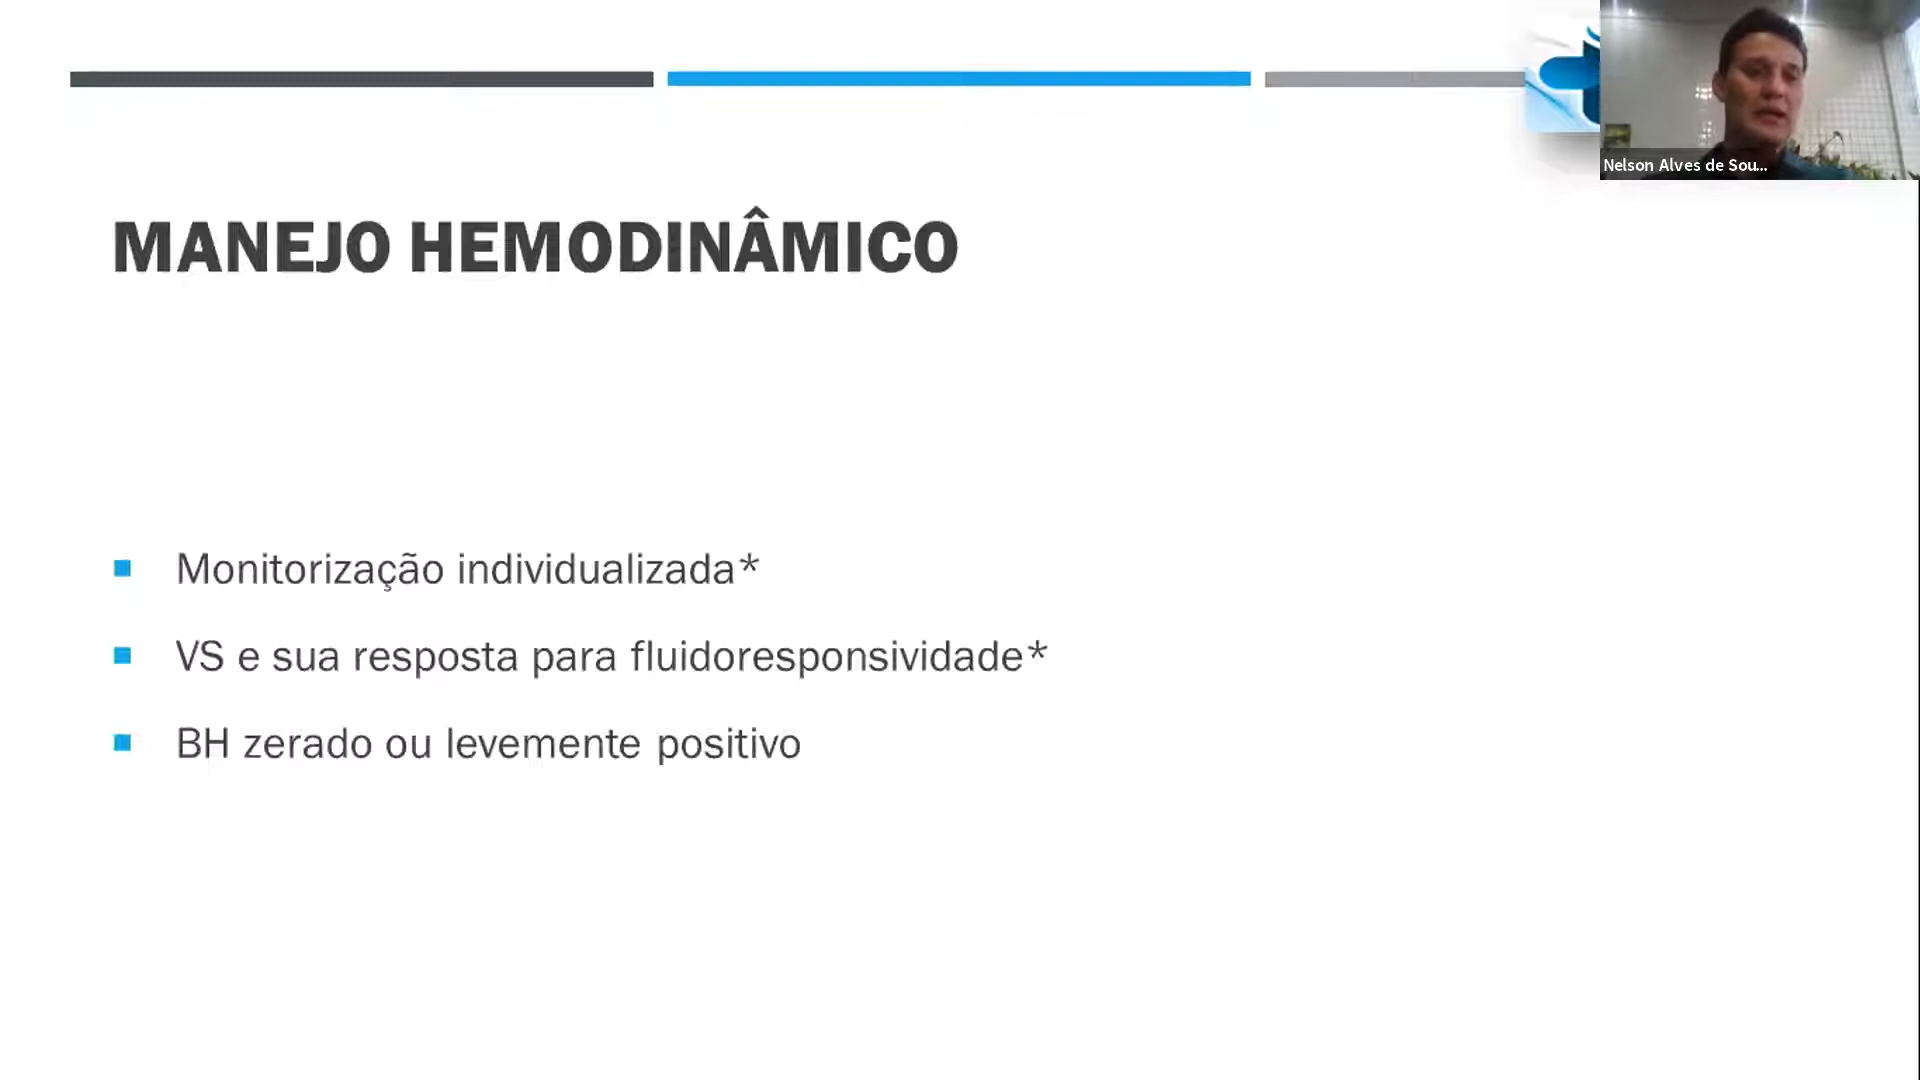 Nelson Alves de Sou...
MANEJO HEMODINÂMICO
Monitorização individualizada*
VS e sua resposta para fluidoresponsividade*
BH zerado ou levemente positivo